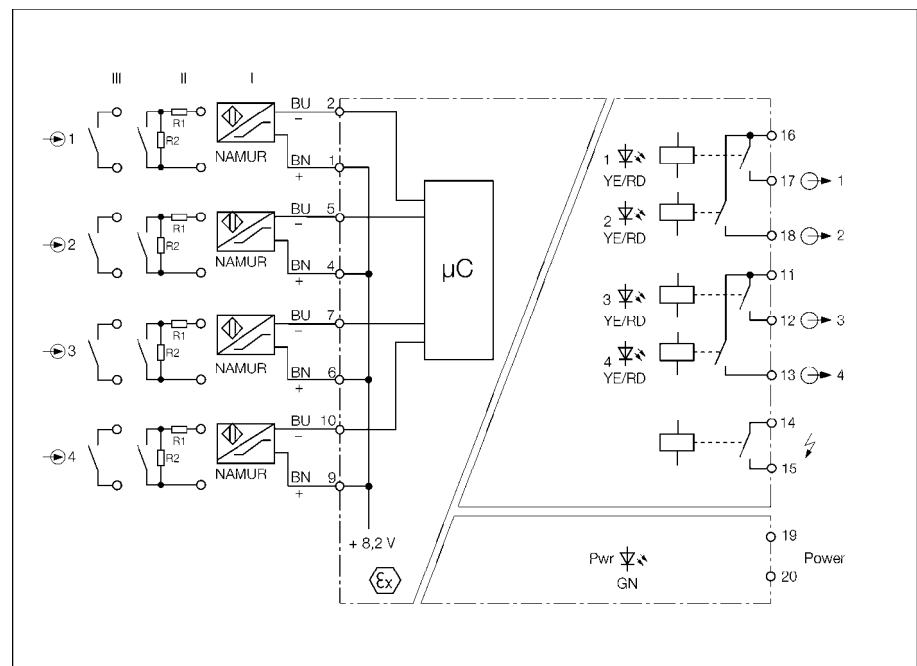 III II I
1
R1
R2
NAMUR
BU 2
–
BN 1
+
2
R1
R2
NAMUR
BU 5
–
BN 4
+
3
R1
R2
NAMUR
BU 7
–
BN 6
+
4
R1
R2
NAMUR
BU 10
–
BN 9
+
+ 8,2 V
εx
µC
1
YE/RD
2
YE/RD
3
YE/RD
4
YE/RD
16
17 1
18 2
11
12 3
13 4
14
15
19
Pwr Power
GN
20